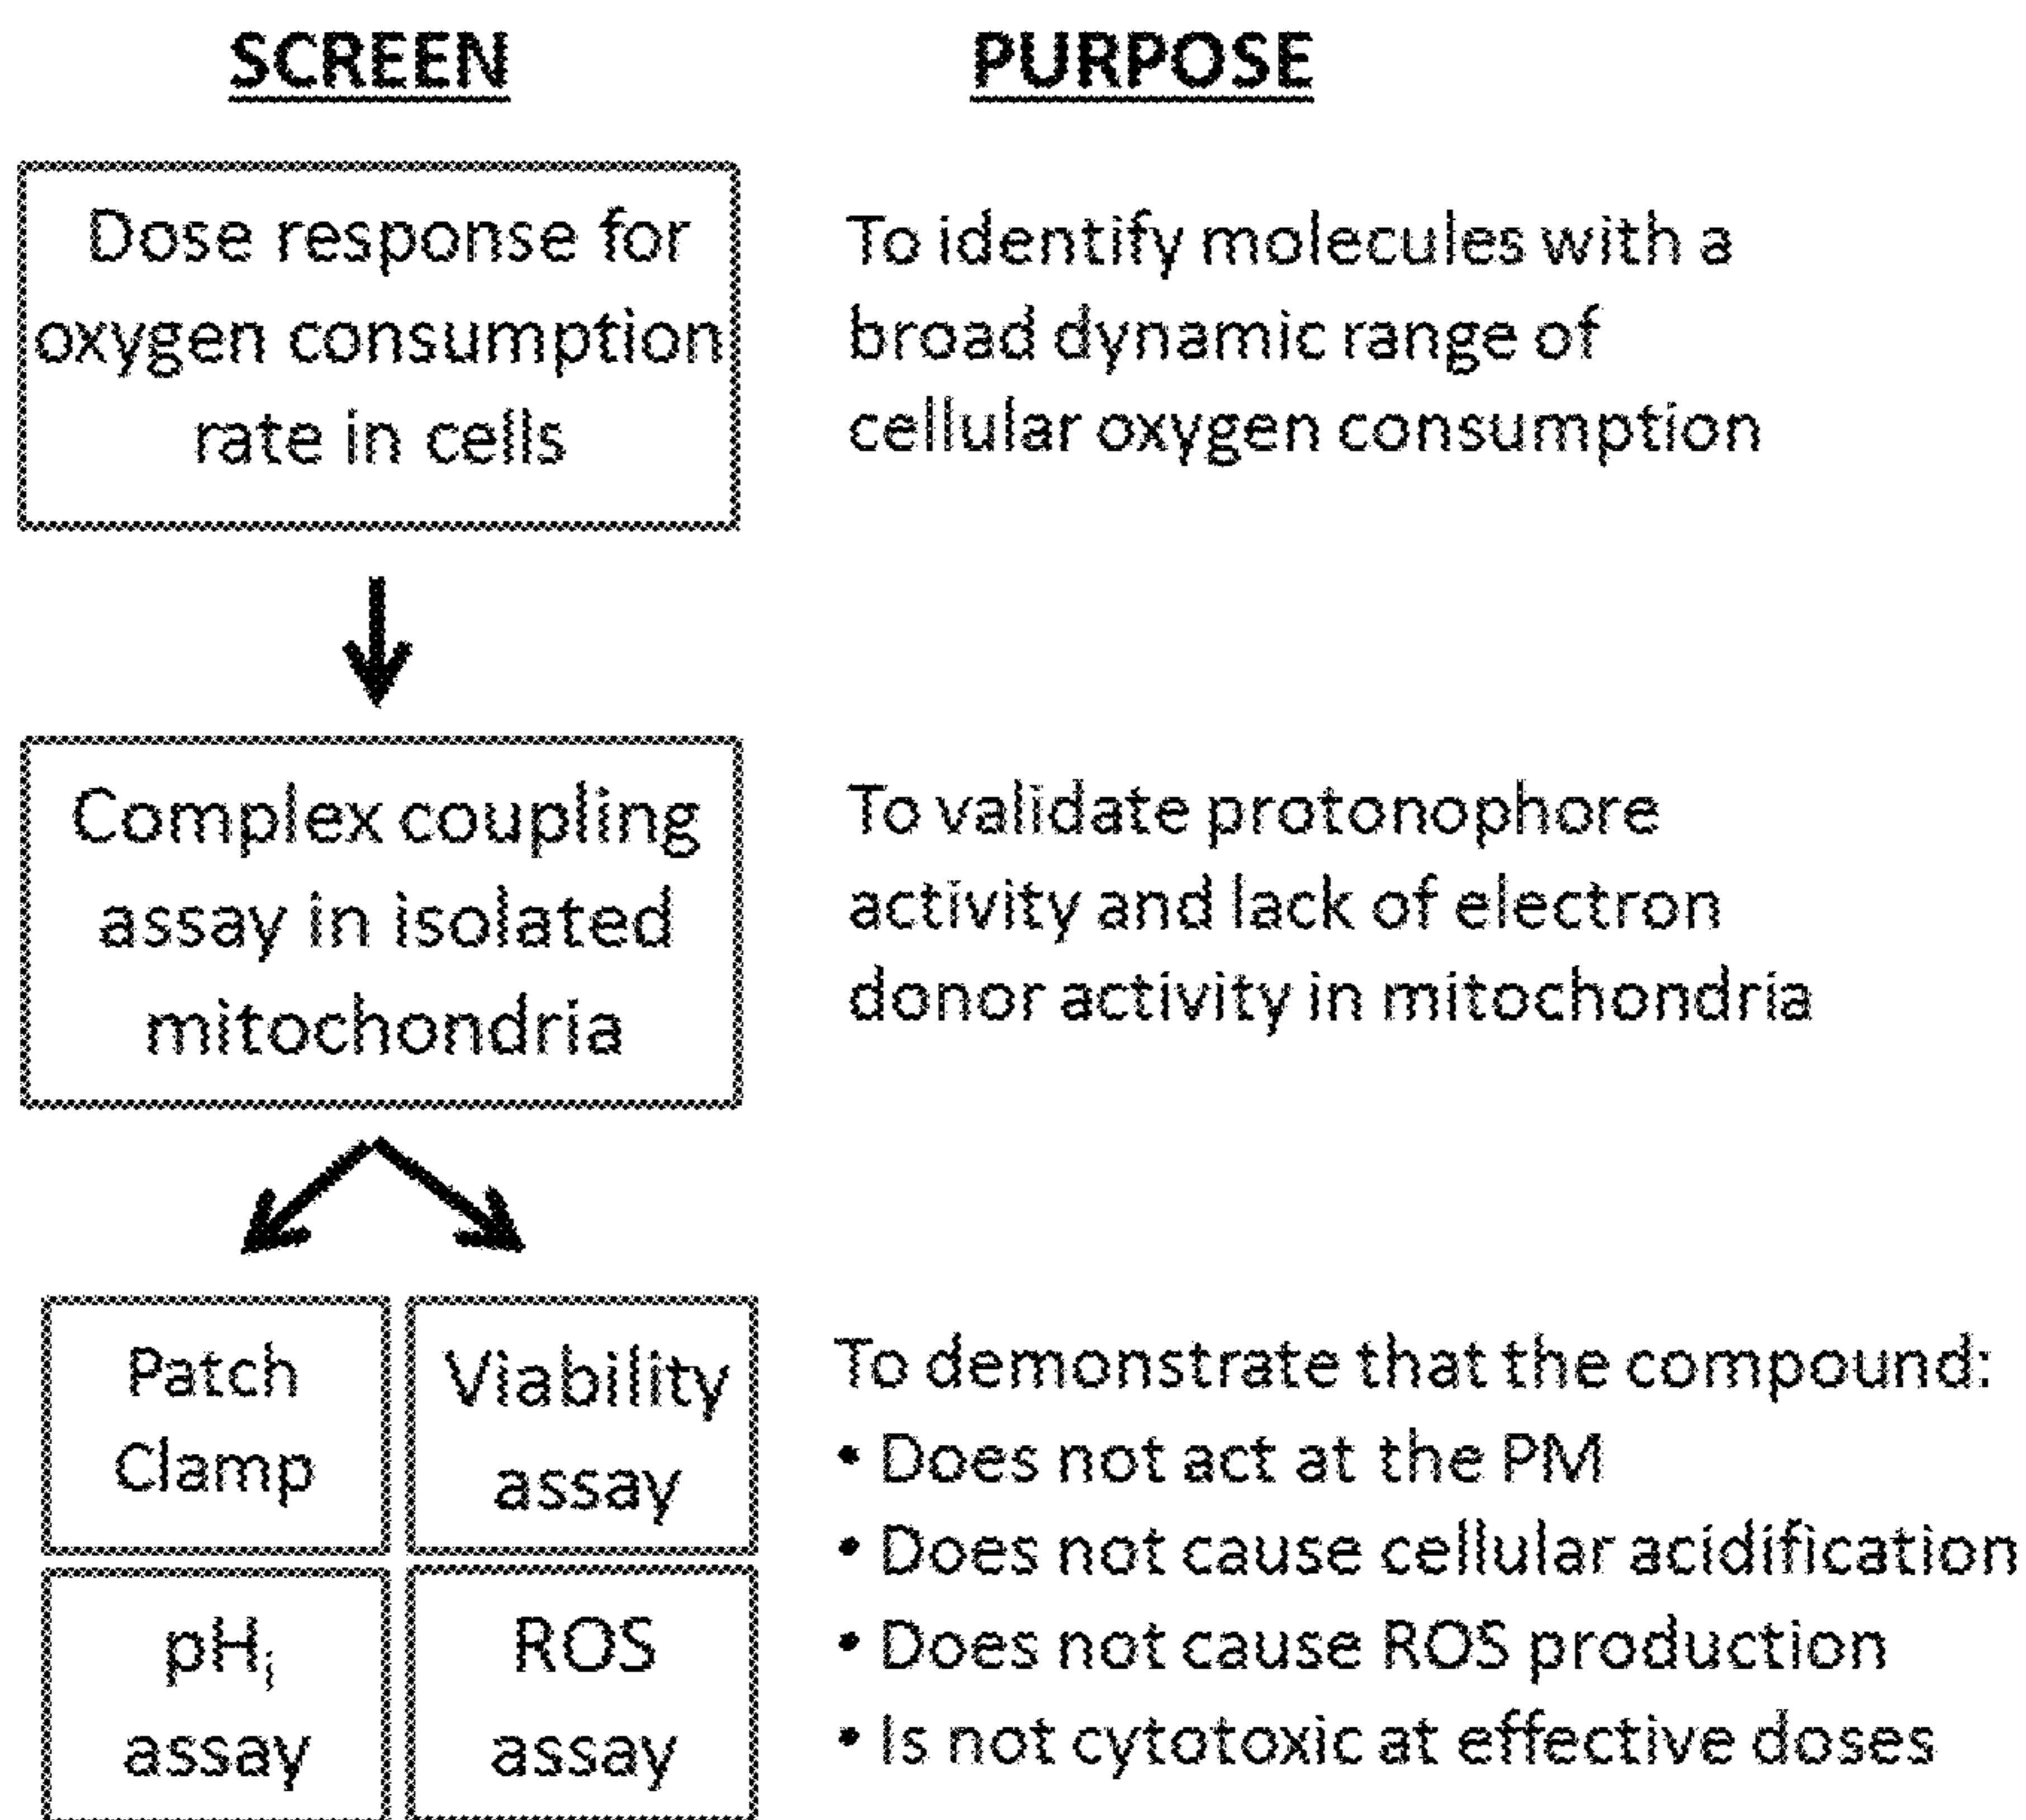 SCREEN
PURPOSE
Dose response for
oxygen consumption
rate in cells
To identify molecules with a
broad dynamic range of
cellular oxygen consumption
Complex coupling
assay in isolated
mitochondria
To validate protonophore
activity and lack of electron
donor activity in mitochondria
Patch
Clamp
Viability
assay
pHi
assay
ROS
assay
To demonstrate that the compound:
• Does not act at the PM
• Does not cause cellular acidification
• Does not cause ROS production
• Is not cytotoxic at effective doses